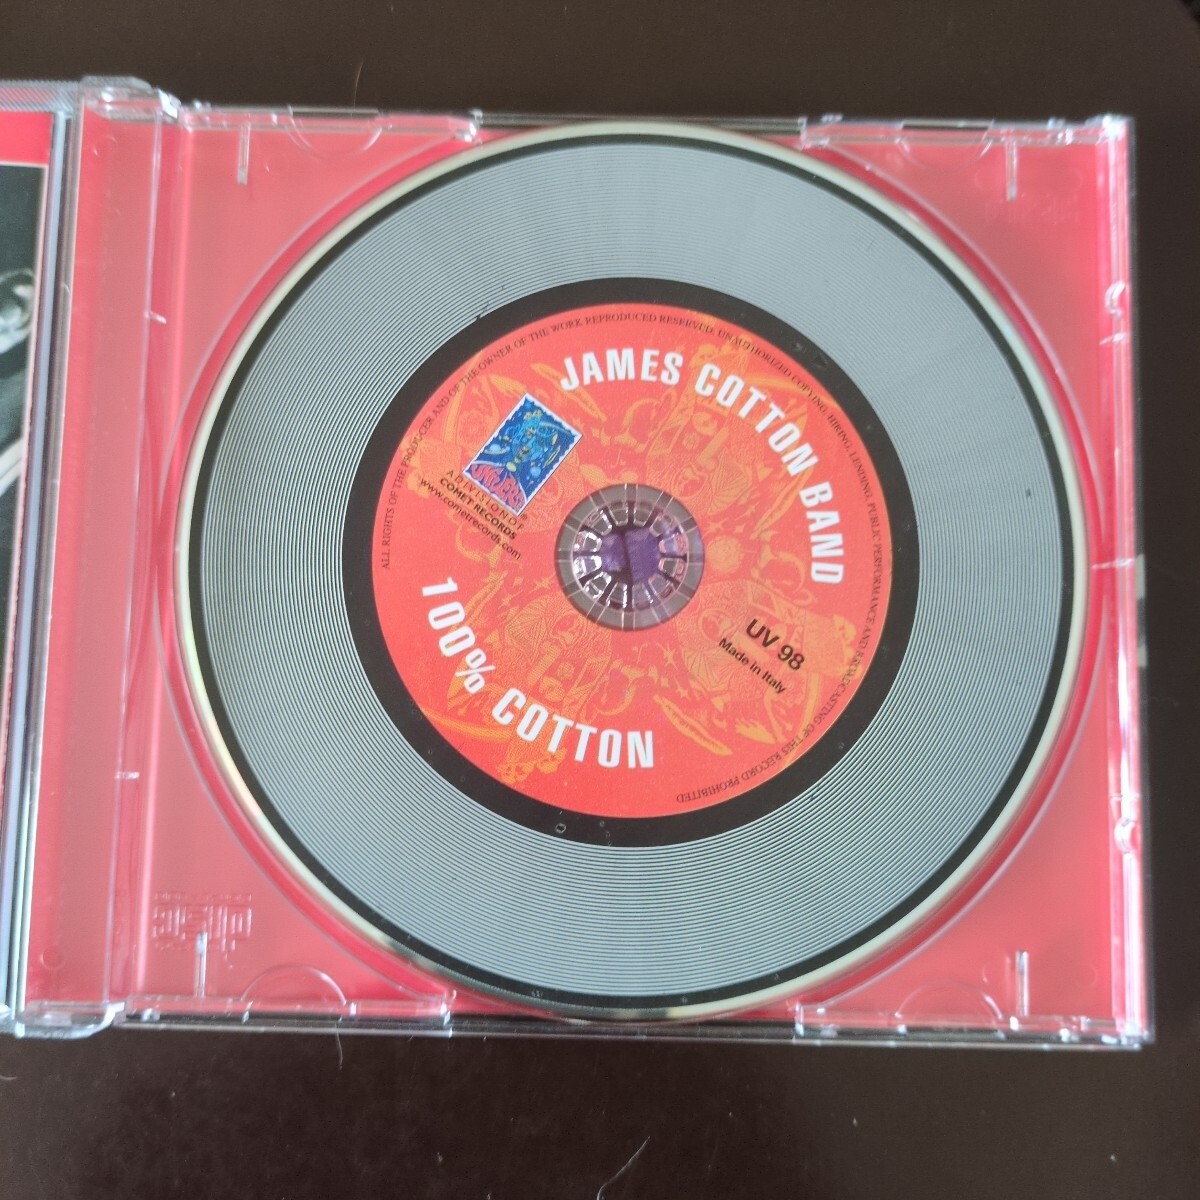 JAMES COTTON BAND
100% COTTON
UNIVERSE
A DIVISION OF
COMET RECORDS
www.cometrecords.com
UV 98
Made in Italy
ALL RIGHTS OF THE PRODUCER AND OF THE OWNER OF THE WORK REPRODUCED RESERVED. UNAUTHORIZED COPYING, HIRING, LENDING, PUBLIC PERFORMANCE AND BROADCASTING OF THIS RECORD PROHIBITED